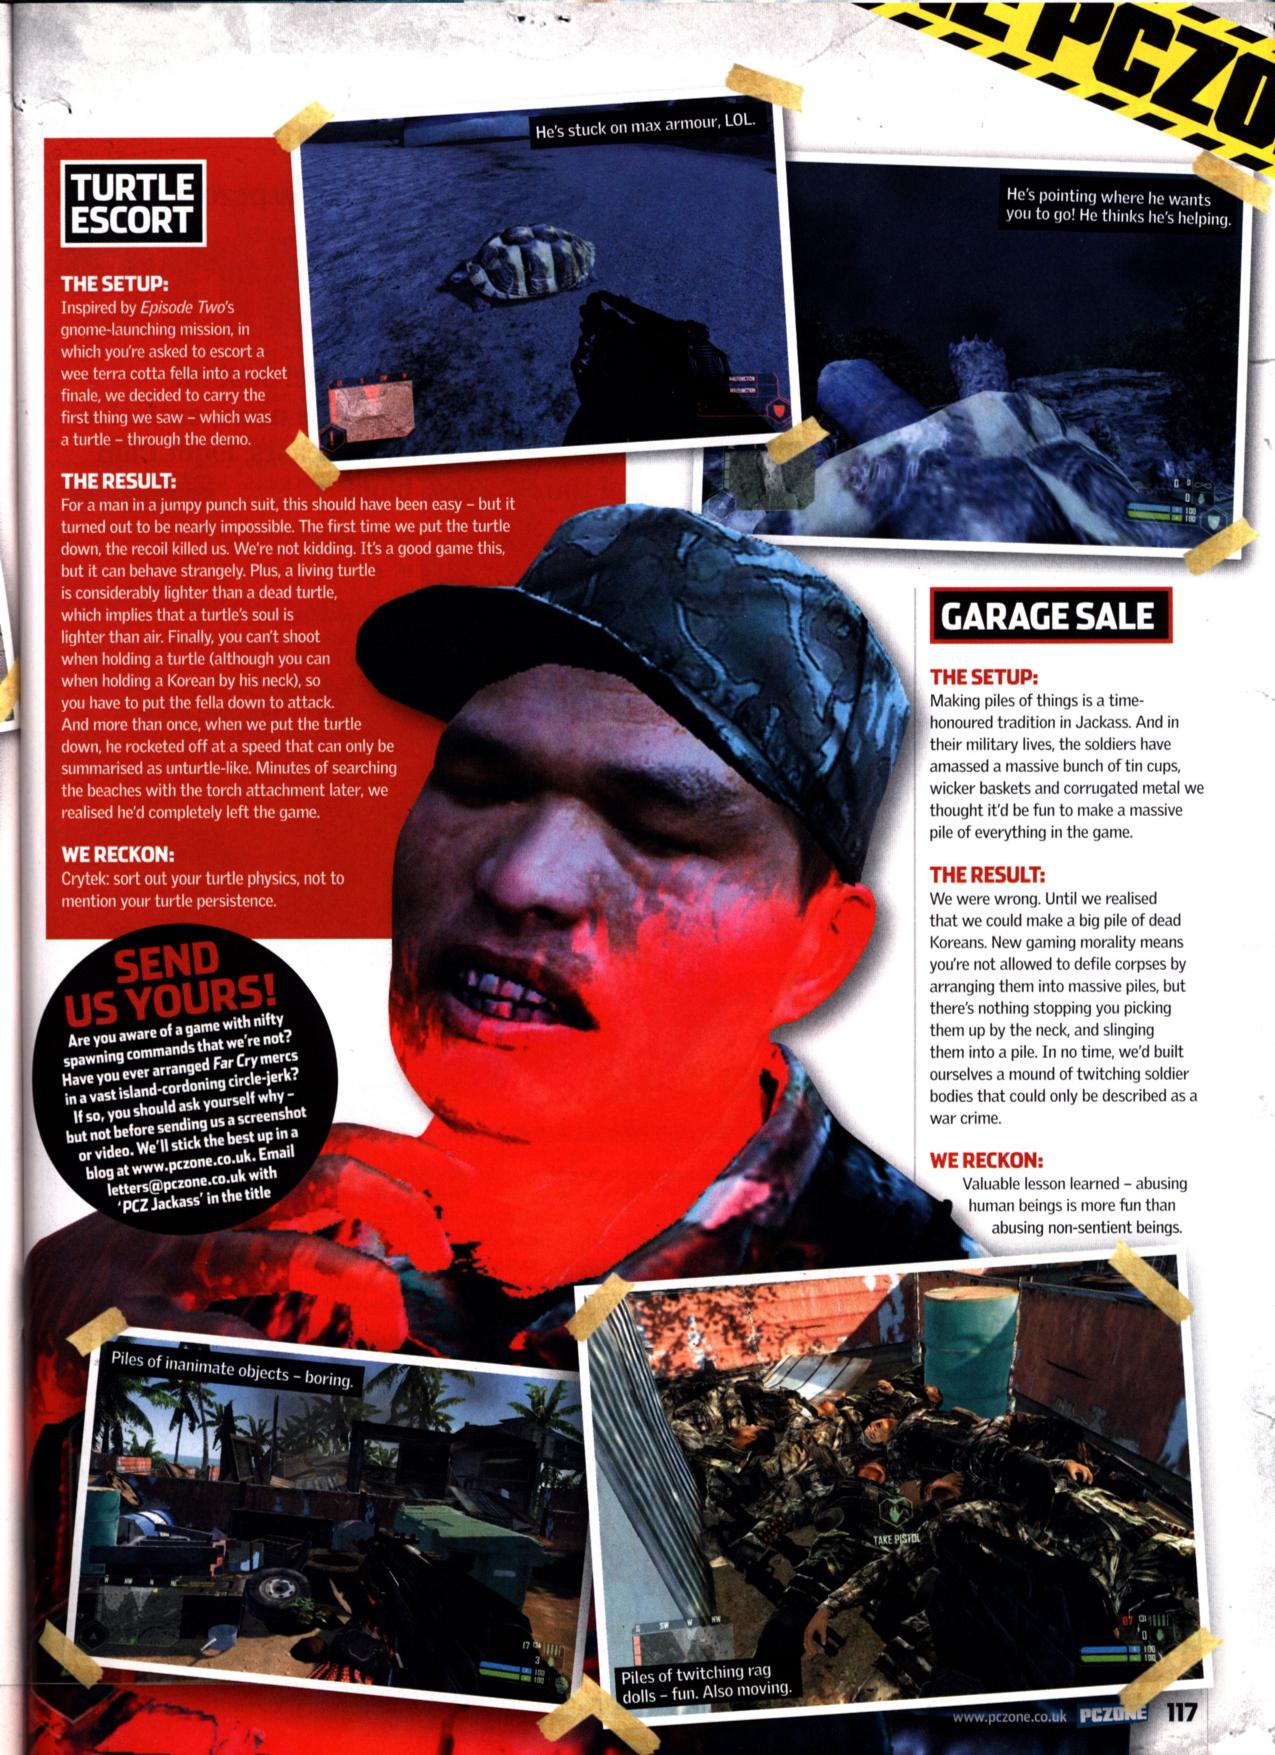 PCZO
He's stuck on max armour, LOL.
He's pointing where he wants
you to go! He thinks he's helping.
TURTLE
ESCORT
THE SETUP:
Inspired by Episode Two's
gnome-launching mission, in
which you're asked to escort a
wee terra cotta fella into a rocket
finale, we decided to carry the
first thing we saw – which was
a turtle – through the demo.
THE RESULT:
For a man in a jumpy punch suit, this should have been easy – but it
turned out to be nearly impossible. The first time we put the turtle
down, the recoil killed us. We're not kidding. It's a good game this,
but it can behave strangely. Plus, a living turtle
is considerably lighter than a dead turtle,
which implies that a turtle's soul is
lighter than air. Finally, you can't shoot
when holding a turtle (although you can
when holding a Korean by his neck), so
you have to put the fella down to attack.
And more than once, when we put the turtle
down, he rocketed off at a speed that can only be
summarised as unturtle-like. Minutes of searching
the beaches with the torch attachment later, we
realised he'd completely left the game.
WE RECKON:
Crytek: sort out your turtle physics, not to
mention your turtle persistence.
SEND
US YOURS!
Are you aware of a game with nifty
spawning commands that we're not?
Have you ever arranged Far Cry mercs
in a vast island-cordoning circle-jerk?
If so, you should ask yourself why –
but not before sending us a screenshot
or video. We'll stick the best up in a
blog at www.pczone.co.uk. Email
letters@pczone.co.uk with
'PCZ Jackass' in the title
GARAGE SALE
THE SETUP:
Making piles of things is a time-
honoured tradition in Jackass. And in
their military lives, the soldiers have
amassed a massive bunch of tin cups,
wicker baskets and corrugated metal we
thought it'd be fun to make a massive
pile of everything in the game.
THE RESULT:
We were wrong. Until we realised
that we could make a big pile of dead
Koreans. New gaming morality means
you're not allowed to defile corpses by
arranging them into massive piles, but
there's nothing stopping you picking
them up by the neck, and slinging
them into a pile. In no time, we'd built
ourselves a mound of twitching soldier
bodies that could only be described as a
war crime.
WE RECKON:
Valuable lesson learned – abusing
human beings is more fun than
abusing non-sentient beings.
Piles of inanimate objects – boring.
TAKE PISTOL
Piles of twitching rag
dolls – fun. Also moving.
www.pczone.co.uk PCZONE 117